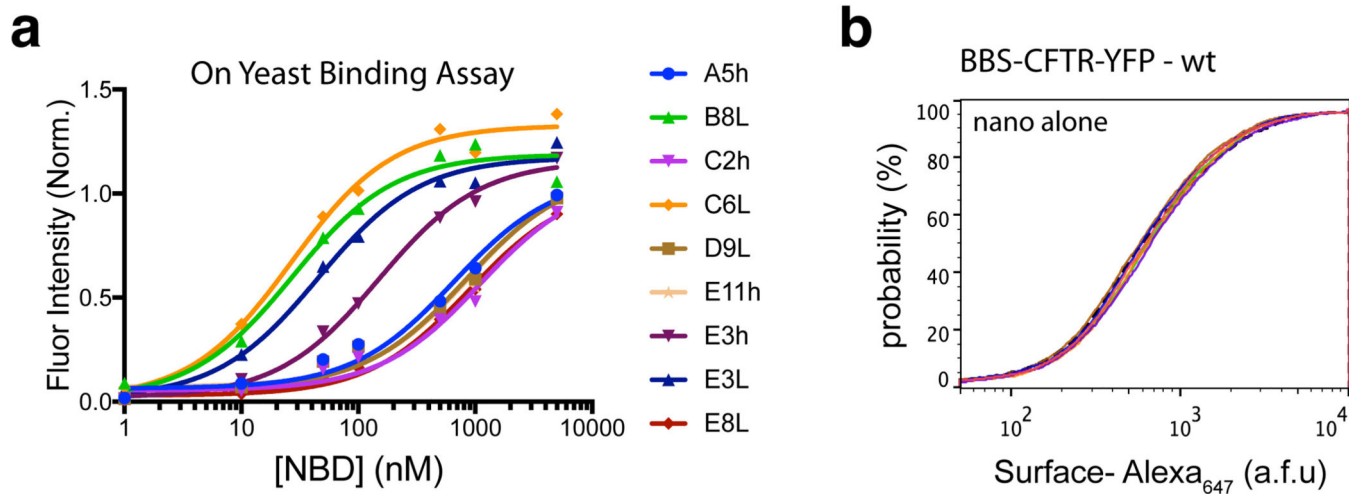 a
On Yeast Binding Assay
Fluor Intensity (Norm.)
1.5
1.0
0.5
0.0
1
10
100
1000
10000
[NBD] (nM)
A5h
B8L
C2h
C6L
D9L
E11h
E3h
E3L
E8L
b
BBS-CFTR-YFP - wt
nano alone
probability (%)
100
80
60
40
20
0
10²
10³
10⁴
Surface- Alexa₆₄₇ (a.f.u)